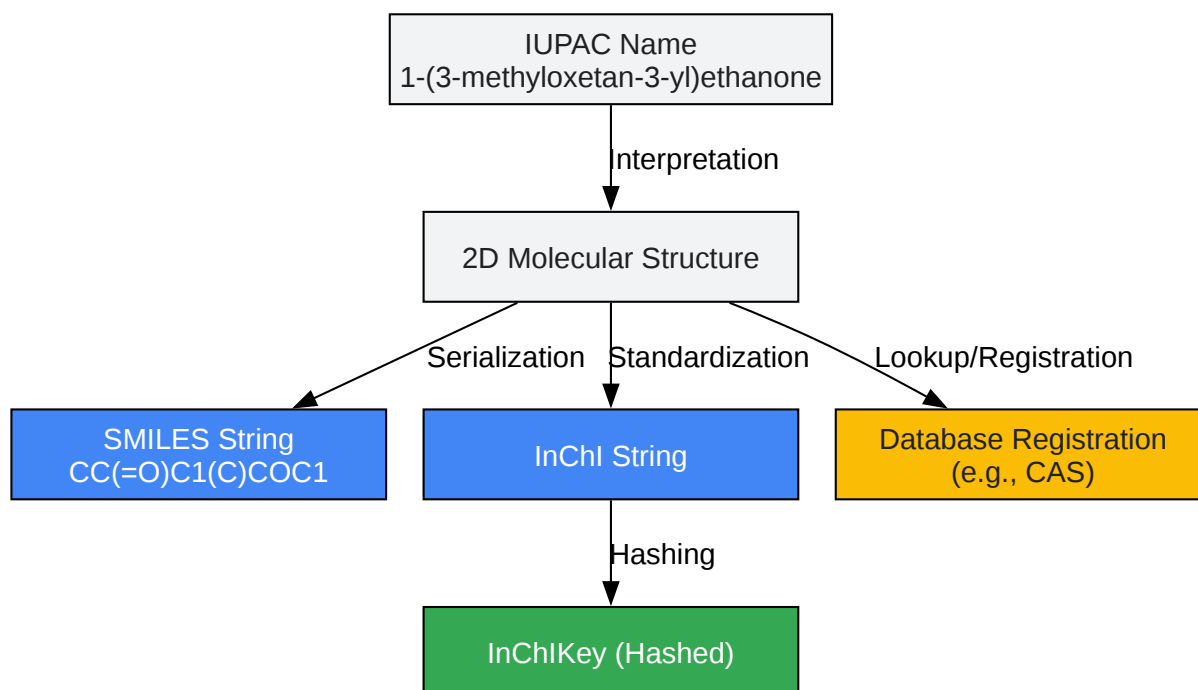 IUPAC Name
1-(3-methyloxetan-3-yl)ethanone
Interpretation
2D Molecular Structure
Serialization
Standardization
Lookup/Registration
SMILES String
CC(=O)C1(C)COC1
InChI String
Database Registration
(e.g., CAS)
Hashing
InChIKey (Hashed)